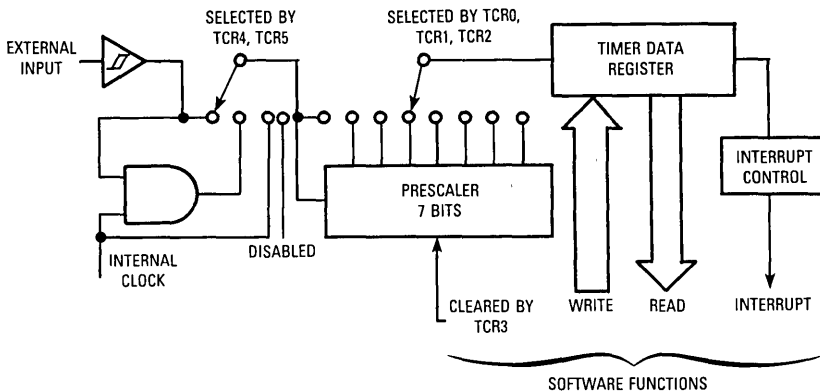 SELECTED BY
TCR4, TCR5
SELECTED BY TCR0,
TCR1, TCR2
EXTERNAL
INPUT
TIMER DATA
REGISTER
INTERRUPT
CONTROL
PRESCALER
7 BITS
DISABLED
INTERNAL
CLOCK
CLEARED BY
TCR3
WRITE
READ
INTERRUPT
SOFTWARE FUNCTIONS